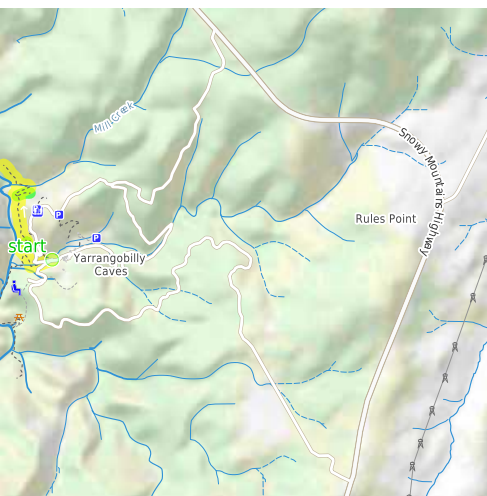 Mill Creek
Snowy Mountains Highway
P
Rules Point
start
P
Yarrangobilly
Caves